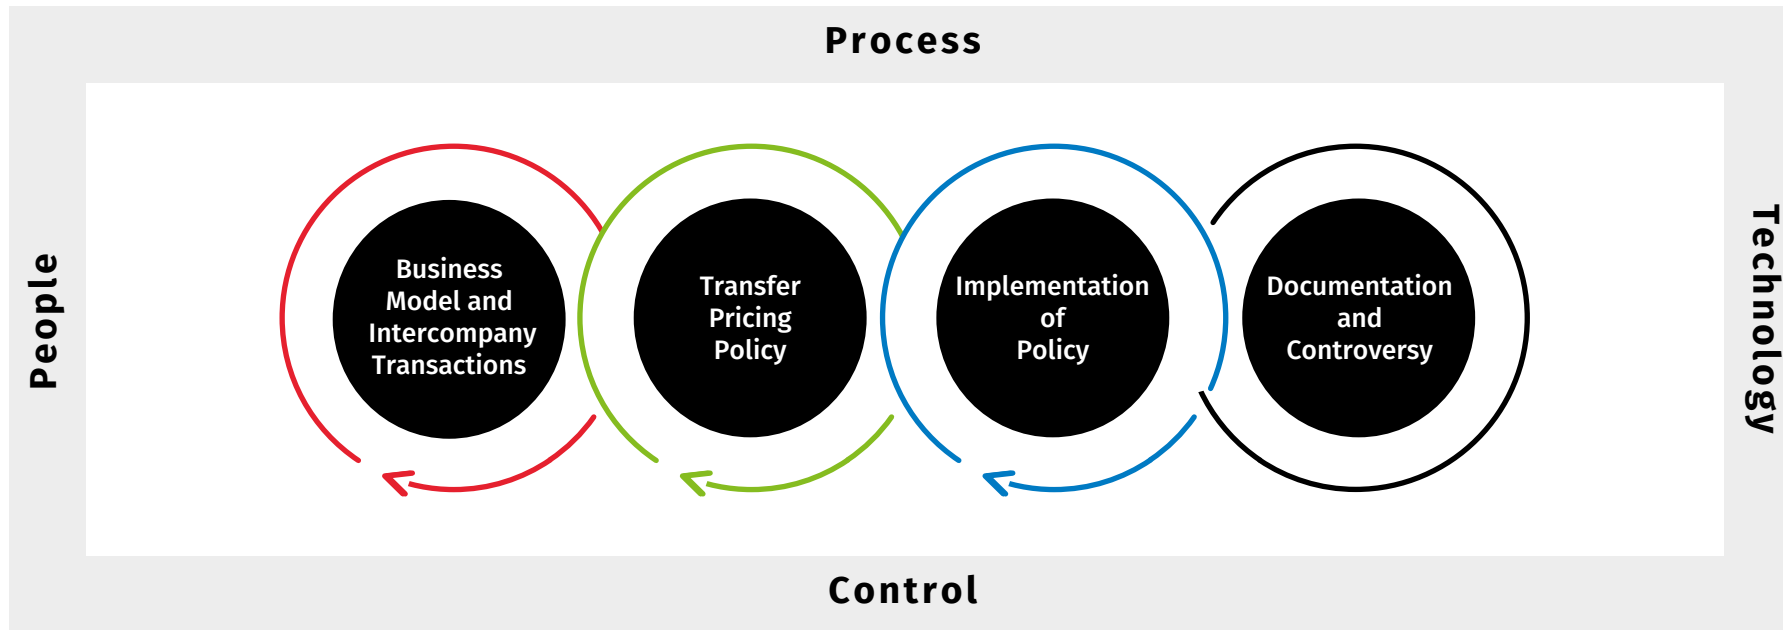 Process
People
Business
Model and
Intercompany
Transactions
Transfer
Pricing
Policy
Implementation
of
Policy
Documentation
and
Controversy
Technology
Control